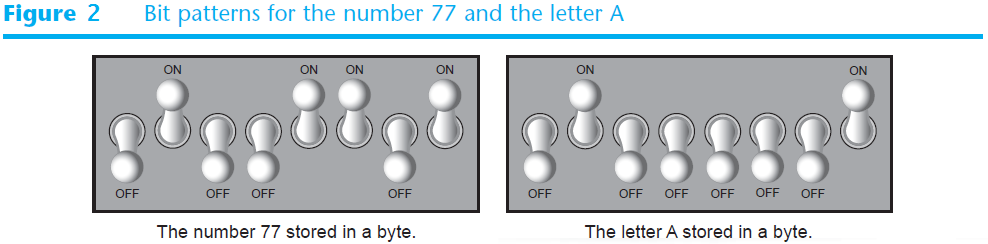 Figure 2 Bit patterns for the number 77 and the letter A
ON ON ON ON
OFF OFF OFF OFF
The number 77 stored in a byte.
ON ON
OFF OFF OFF OFF OFF OFF
The letter A stored in a byte.